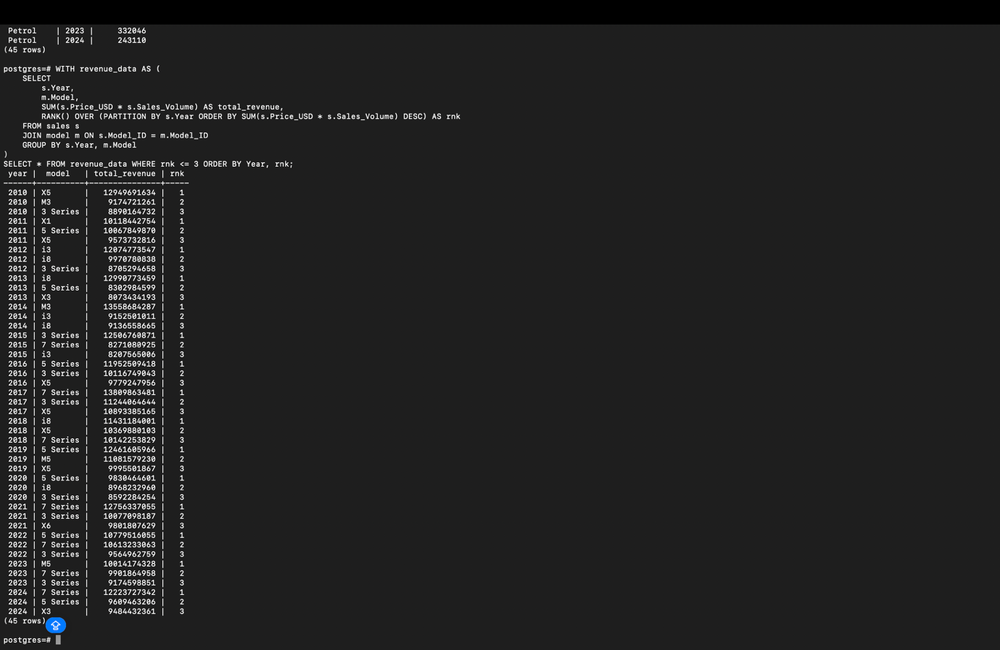 Petrol    | 2023 |     332046
 Petrol    | 2024 |     243110
(45 rows)

postgres=# WITH revenue_data AS (
    SELECT
        s.Year,
        m.Model,
        SUM(s.Price_USD * s.Sales_Volume) AS total_revenue,
        RANK() OVER (PARTITION BY s.Year ORDER BY SUM(s.Price_USD * s.Sales_Volume) DESC) AS rnk
    FROM sales s
    JOIN model m ON s.Model_ID = m.Model_ID
    GROUP BY s.Year, m.Model
)
SELECT * FROM revenue_data WHERE rnk <= 3 ORDER BY Year, rnk;
 year |  model   | total_revenue | rnk
------+----------+---------------+-----
 2010 | X5       |   12949691634 |   1
 2010 | M3       |    9174721261 |   2
 2010 | 3 Series |    8890164732 |   3
 2011 | X1       |   10118442754 |   1
 2011 | 5 Series |   10067849870 |   2
 2011 | X5       |    9573732816 |   3
 2012 | i3       |   12074773547 |   1
 2012 | i8       |    9970780838 |   2
 2012 | 3 Series |    8705294658 |   3
 2013 | i8       |   12990773459 |   1
 2013 | 5 Series |    8302984599 |   2
 2013 | X3       |    8073434193 |   3
 2014 | M3       |   13558684287 |   1
 2014 | i3       |    9152501011 |   2
 2014 | i8       |    9136558665 |   3
 2015 | 3 Series |   12506760871 |   1
 2015 | 7 Series |    8271080925 |   2
 2015 | i3       |    8207565006 |   3
 2016 | 5 Series |   11952509418 |   1
 2016 | 3 Series |   10116749043 |   2
 2016 | X5       |    9779247956 |   3
 2017 | 7 Series |   13809863481 |   1
 2017 | 3 Series |   11244064644 |   2
 2017 | X5       |   10893385165 |   3
 2018 | i8       |   11431184001 |   1
 2018 | X5       |   10369880103 |   2
 2018 | 7 Series |   10142253829 |   3
 2019 | 5 Series |   12461605966 |   1
 2019 | M5       |   11081579230 |   2
 2019 | X5       |    9995501867 |   3
 2020 | 5 Series |    9830464601 |   1
 2020 | i8       |    8968232960 |   2
 2020 | 3 Series |    8592284254 |   3
 2021 | 7 Series |   12756337055 |   1
 2021 | 3 Series |   10077098187 |   2
 2021 | X6       |    9801807629 |   3
 2022 | 5 Series |   10779516055 |   1
 2022 | 7 Series |   10613233063 |   2
 2022 | 3 Series |    9564962759 |   3
 2023 | M5       |   10014174328 |   1
 2023 | 7 Series |    9901864958 |   2
 2023 | 3 Series |    9174598851 |   3
 2024 | 7 Series |   12223727342 |   1
 2024 | 5 Series |    9609463206 |   2
 2024 | X3       |    9484432361 |   3
(45 rows)

postgres=#